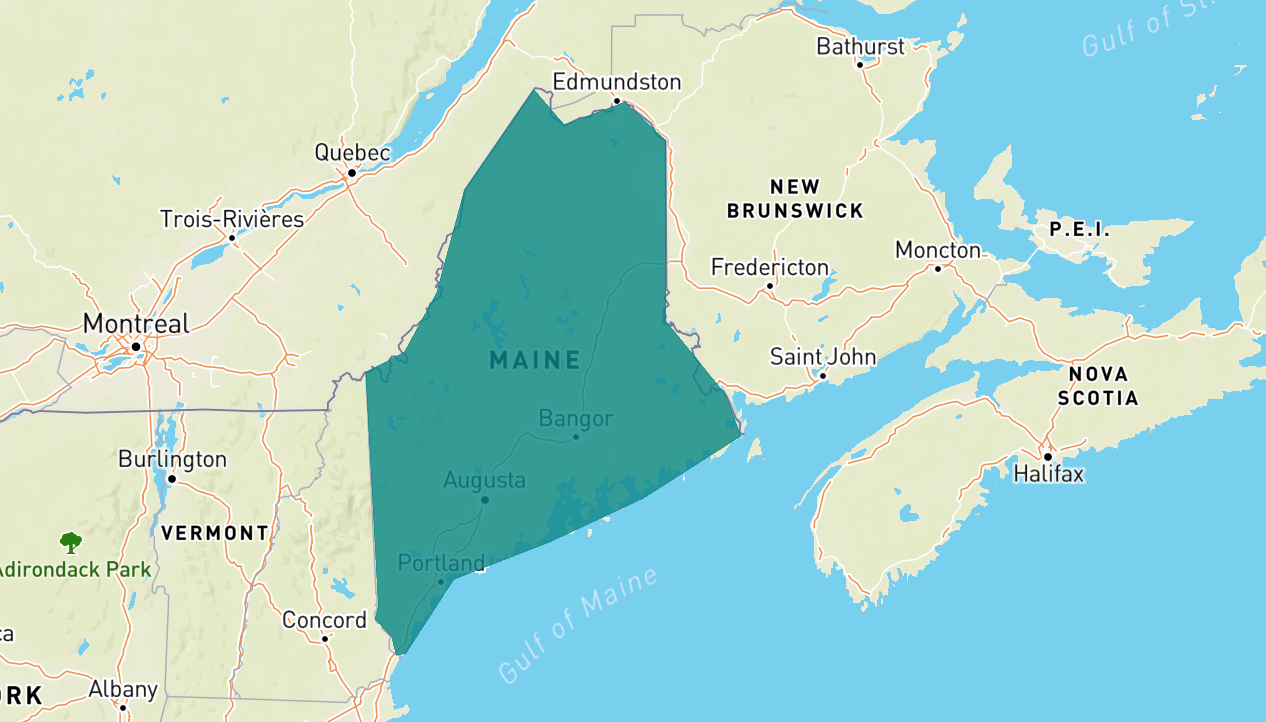 Gulf of St.
Bathurst
Edmundston
Quebec
NEW
BRUNSWICK
Trois-Rivières
P.E.I.
Moncton
Fredericton
Montreal
MAINE
Saint John
NOVA
SCOTIA
Bangor
Burlington
Augusta
Halifax
VERMONT
Adirondack Park
Portland
Gulf of Maine
Concord
ca
Albany
ORK